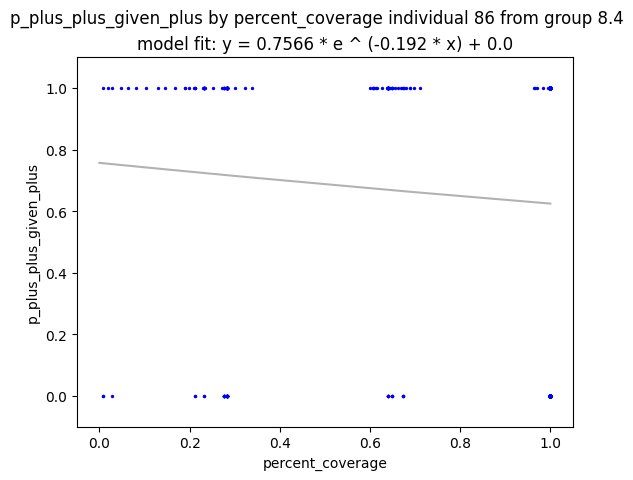 p_plus_plus_given_plus by percent_coverage individual 86 from group 8.4
model fit: y = 0.7566 * e ^ (-0.192 * x) + 0.0
1.0
0.8
0.6
0.4
0.2
0.0
p_plus_plus_given_plus
0.0 0.2 0.4 0.6 0.8 1.0
percent_coverage